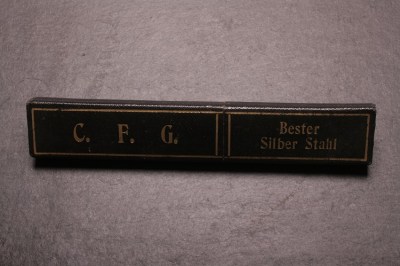 C. F. G.
Bester
Silber Stahl